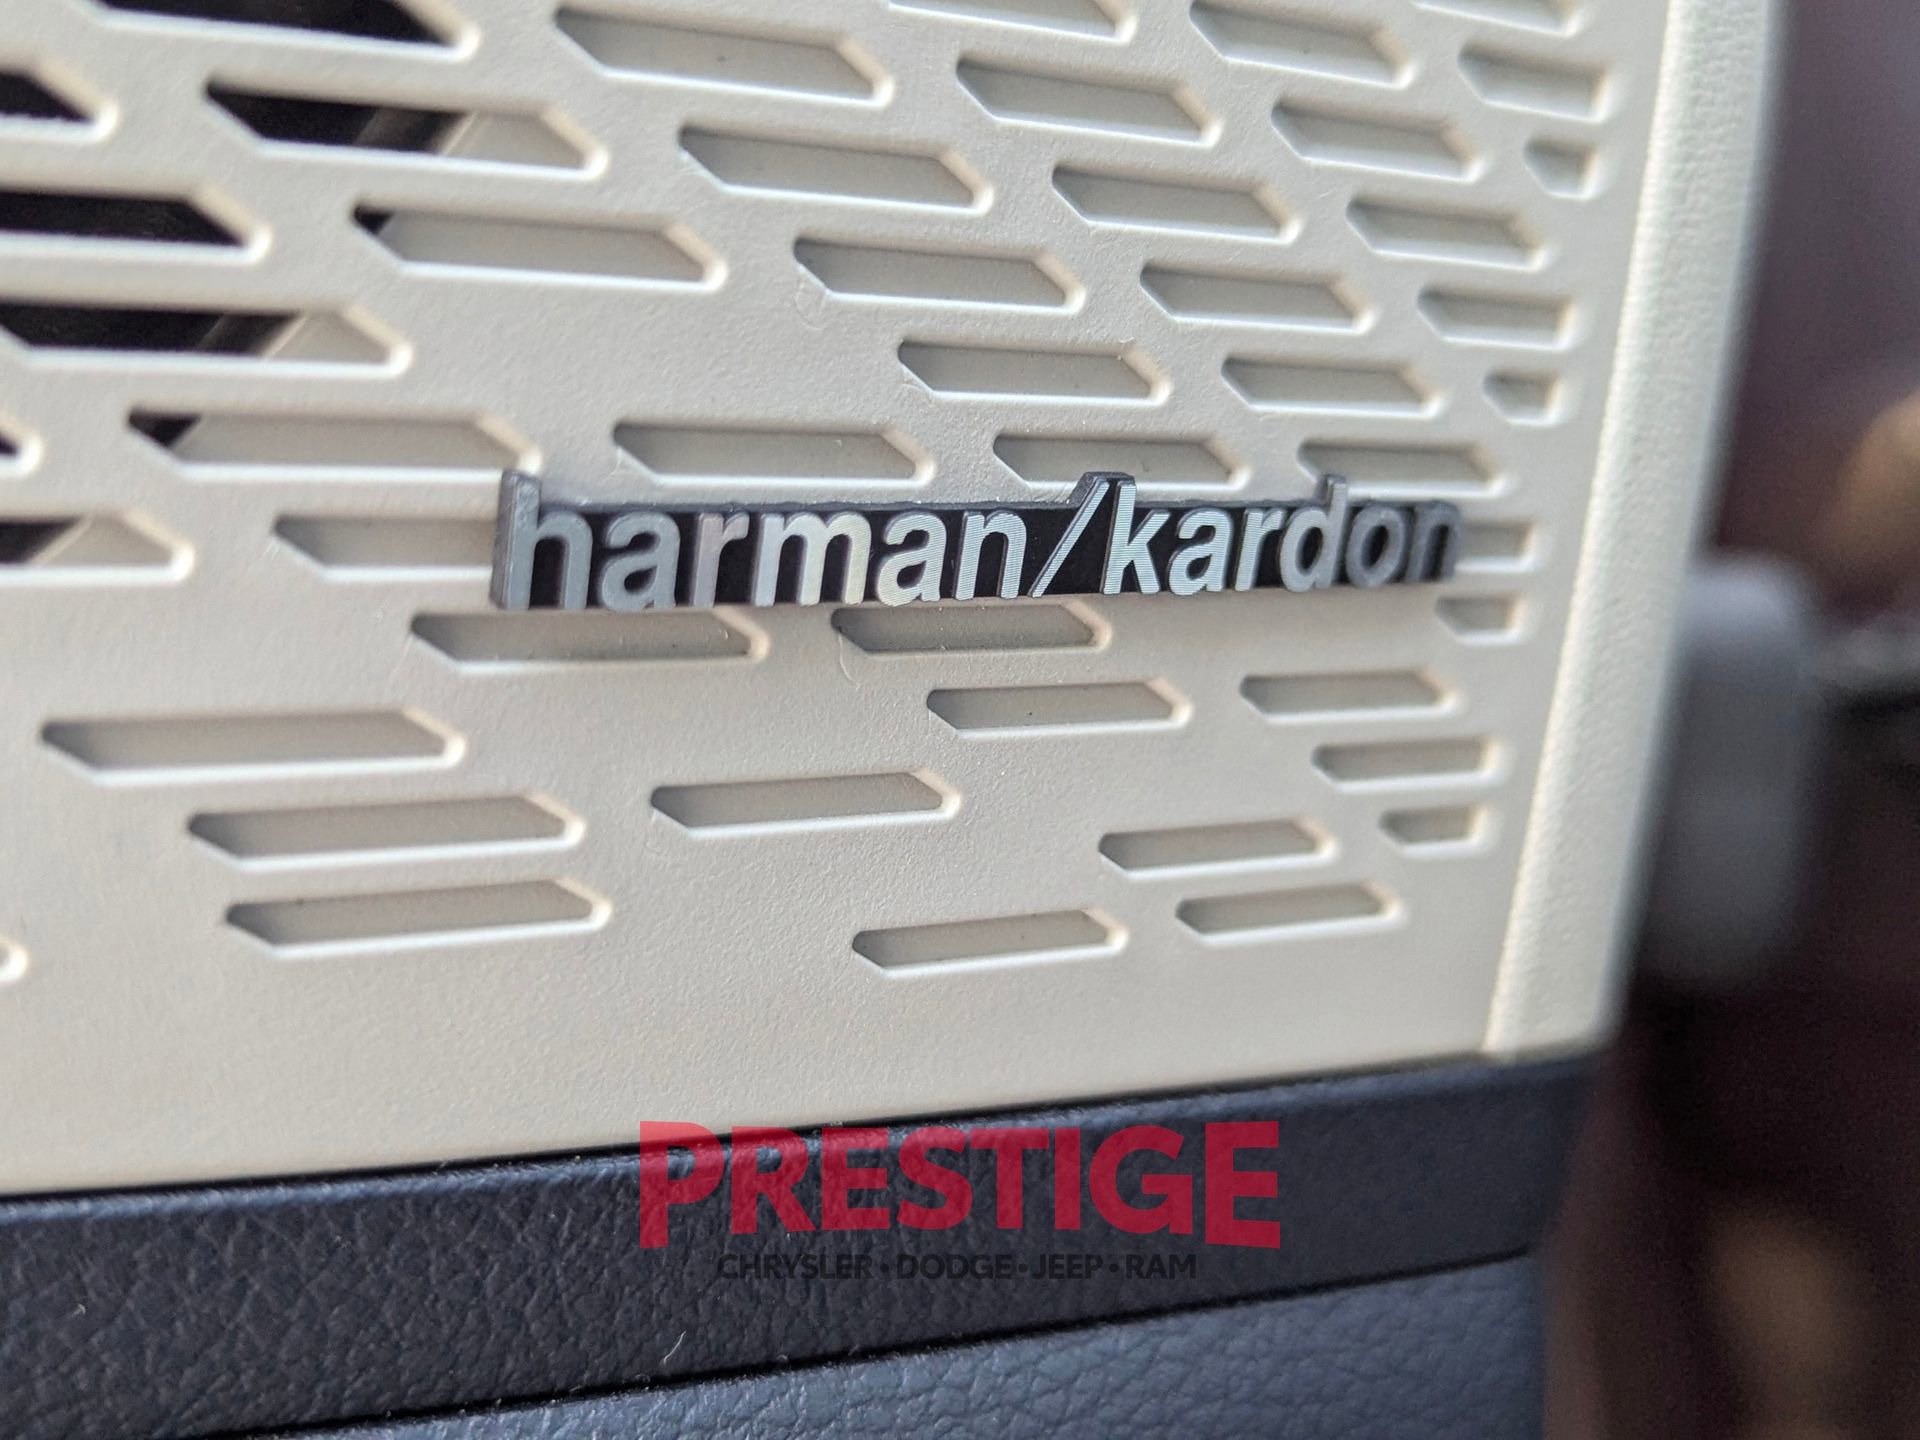 harman/kardon
PRESTIGE
CHRYSLER • DODGE • JEEP • RAM